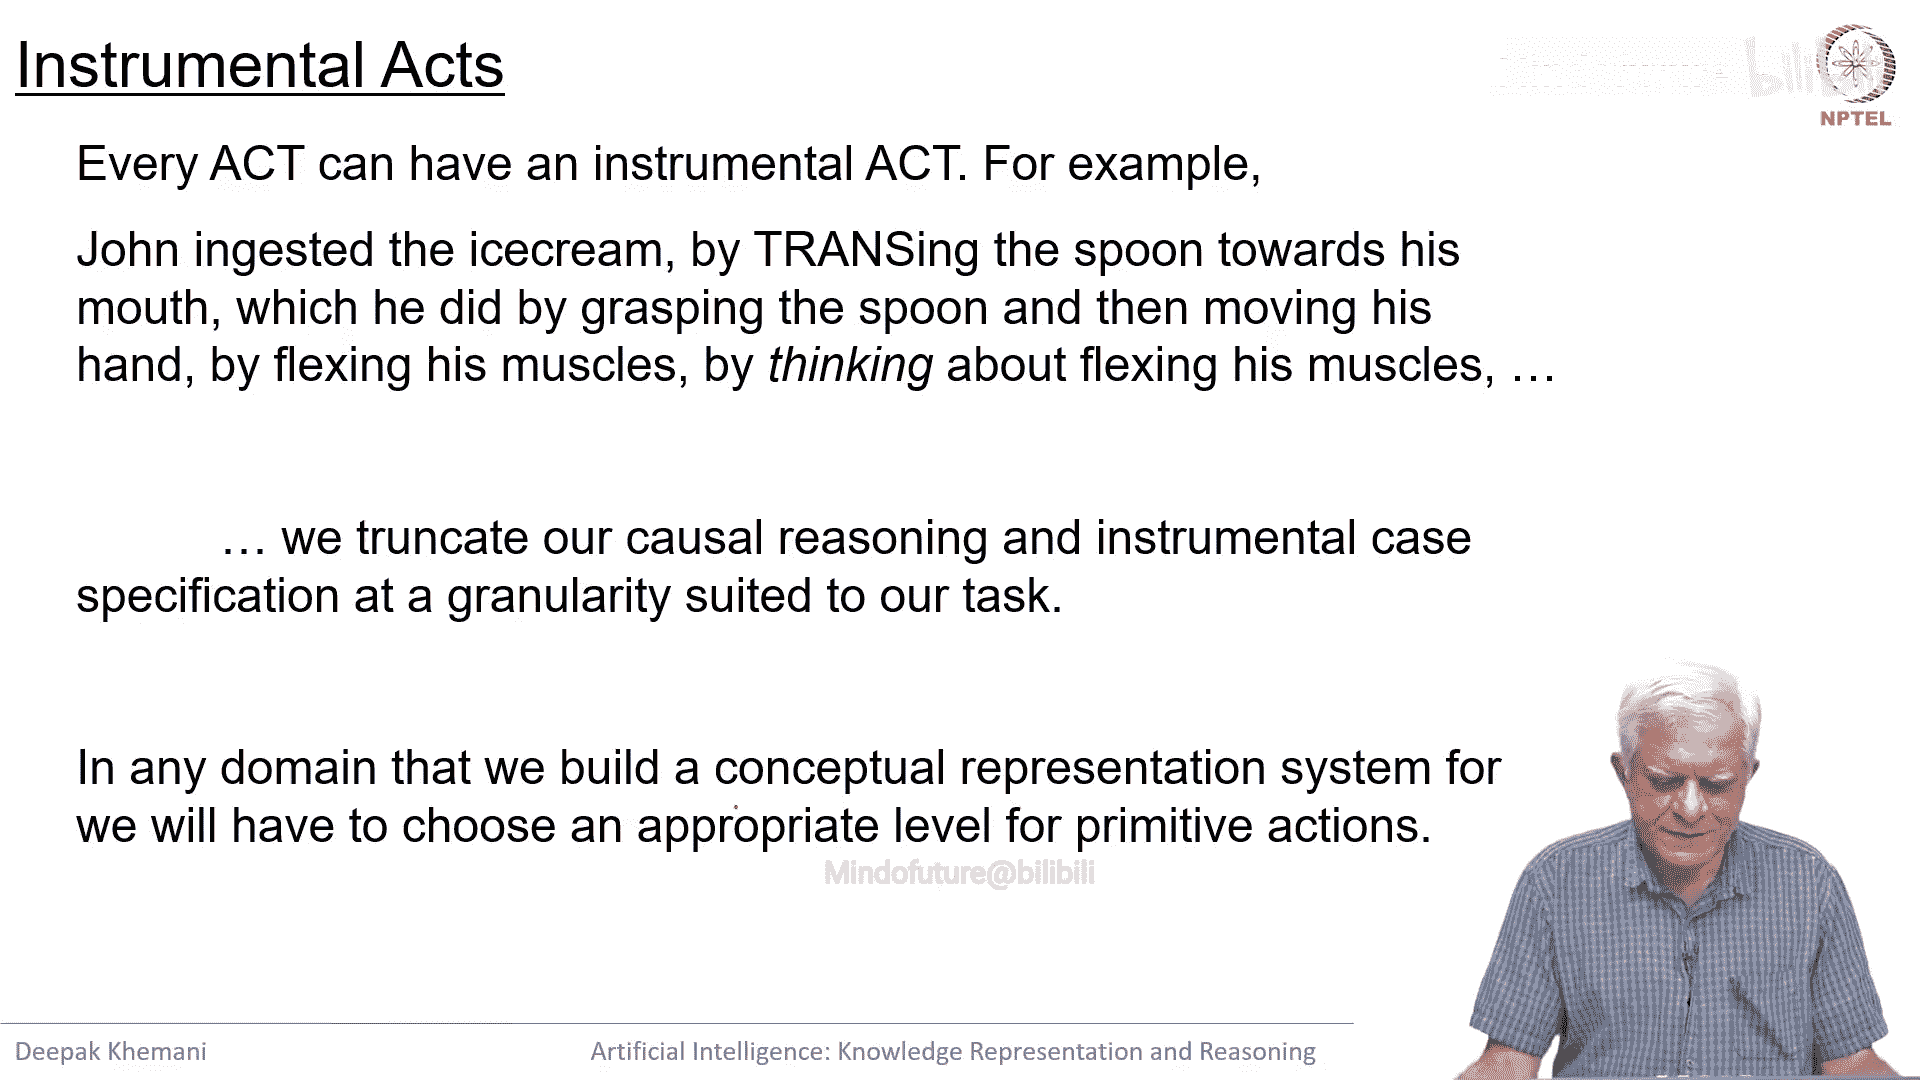 Instrumental Acts
bili
NPTEL
Every ACT can have an instrumental ACT. For example,
John ingested the icecream, by TRANSing the spoon towards his
mouth, which he did by grasping the spoon and then moving his
hand, by flexing his muscles, by thinking about flexing his muscles, …
… we truncate our causal reasoning and instrumental case
specification at a granularity suited to our task.
In any domain that we build a conceptual representation system for
we will have to choose an appropriate level for primitive actions.
Mindofuture@bilibili
Deepak Khemani
Artificial Intelligence: Knowledge Representation and Reasoning